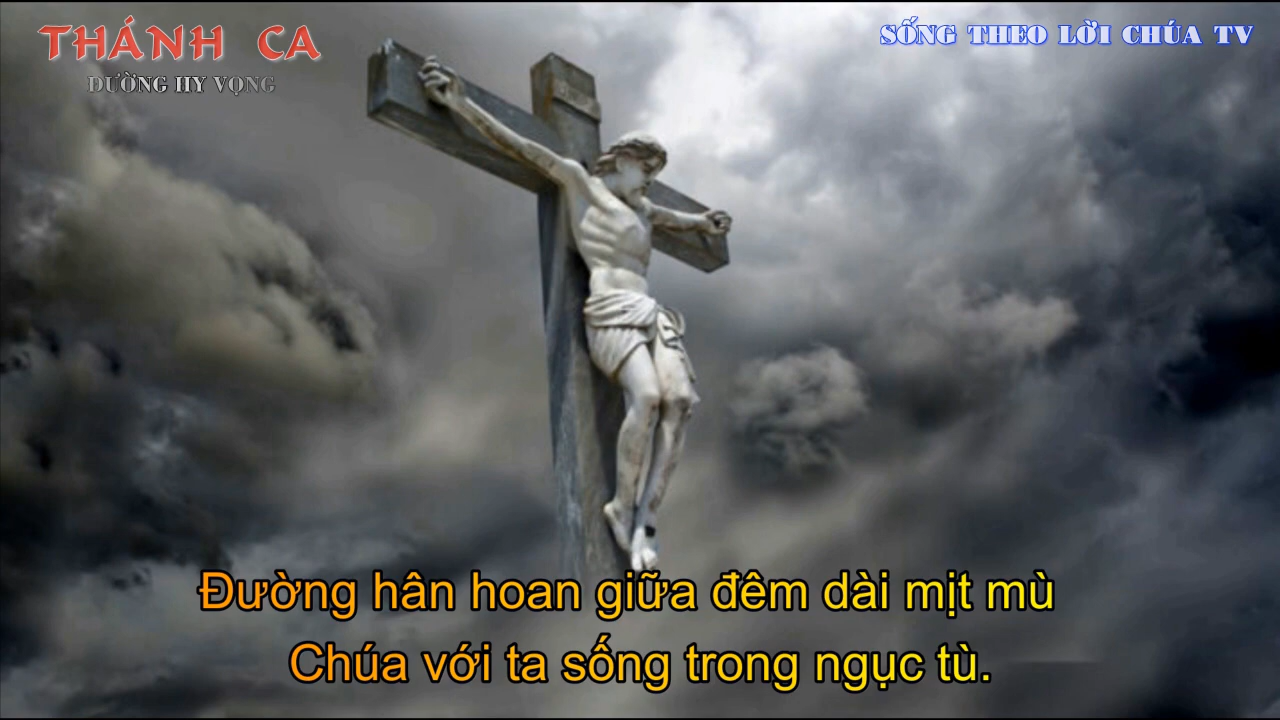 THÁNH CA
ĐƯỜNG HY VỌNG
SỐNG THEO LỜI CHÚA TV
Đường hân hoan giữa đêm dài mịt mù
Chúa với ta sống trong ngục tù.